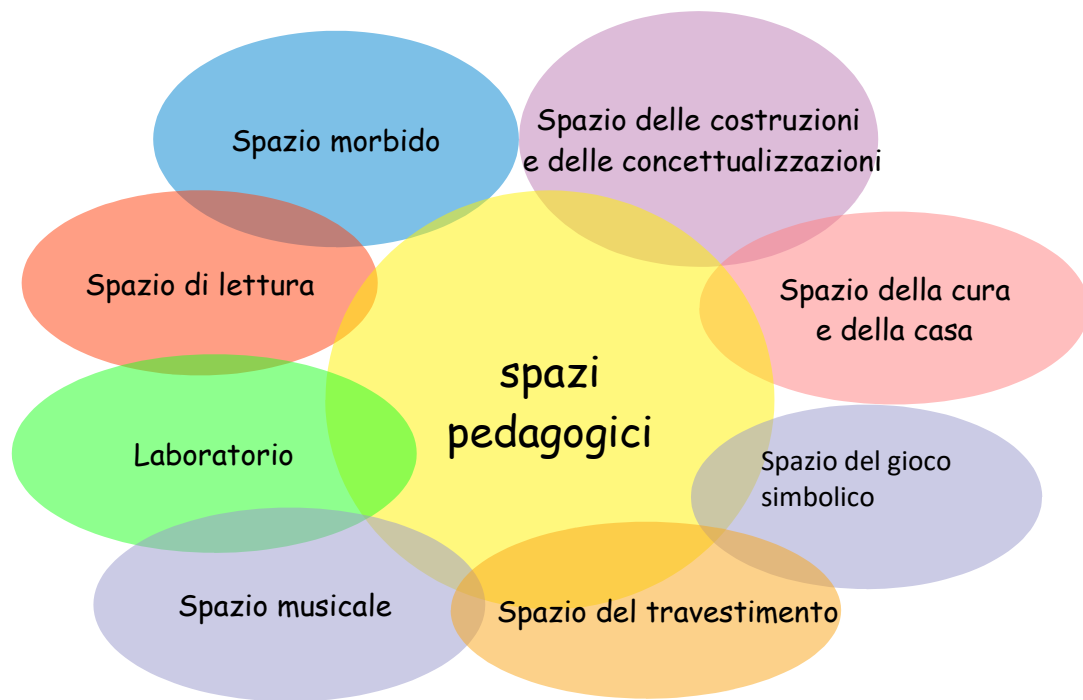 Spazio morbido
Spazio delle costruzioni
e delle concettualizzazioni
Spazio di lettura
Spazio della cura
e della casa
spazi
pedagogici
Laboratorio
Spazio del gioco
simbolico
Spazio musicale
Spazio del travestimento